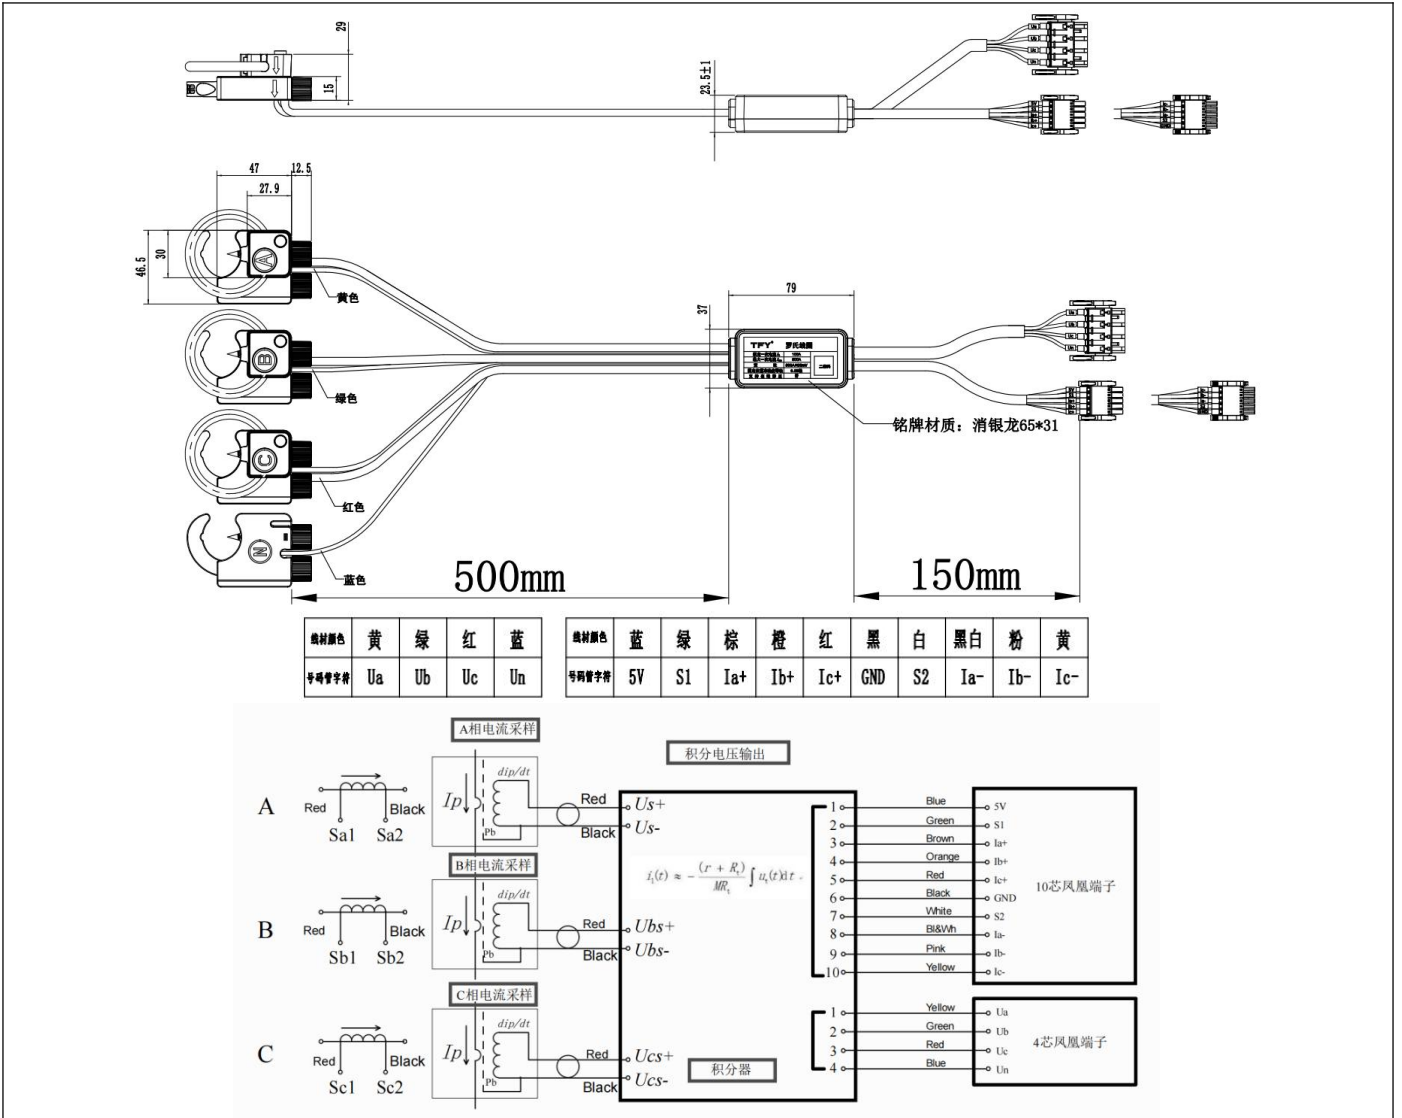 29
15
23.5±1
47
12.5
27.9
46.5
30
A
黄色
B
绿色
C
红色
N
蓝色
79
37
TFY
罗氏线圈
铭牌材质：消银龙65*31
500mm
150mm
线材颜色 黄 绿 红 蓝
号码管字符 Ua Ub Uc Un
线材颜色 蓝 绿 棕 橙 红 黑 白 黑白 粉 黄
号码管字符 5V S1 Ia+ Ib+ Ic+ GND S2 Ia- Ib- Ic-
A相电流采样
积分电压输出
A
Red
Black
Sa1 Sa2
Ip
dip/dt
Pb
Red
Black
Us+
Us-
B相电流采样
B
Red
Black
Sb1 Sb2
Ip
dip/dt
Pb
Red
Black
Ubs+
Ubs-
C相电流采样
C
Red
Black
Sc1 Sc2
Ip
dip/dt
Pb
Red
Black
Ucs+
Ucs-
i₁(t) ≈ - (r + Rₜ) / MRₜ ∫ uₜ(t)dt
积分器
1 Blue 5V
2 Green S1
3 Brown Ia+
4 Orange Ib+
5 Red Ic+
6 Black GND
7 White S2
8 Bl&Wh Ia-
9 Pink Ib-
10 Yellow Ic-
10芯凤凰端子
1 Yellow Ua
2 Green Ub
3 Red Uc
4 Blue Un
4芯凤凰端子